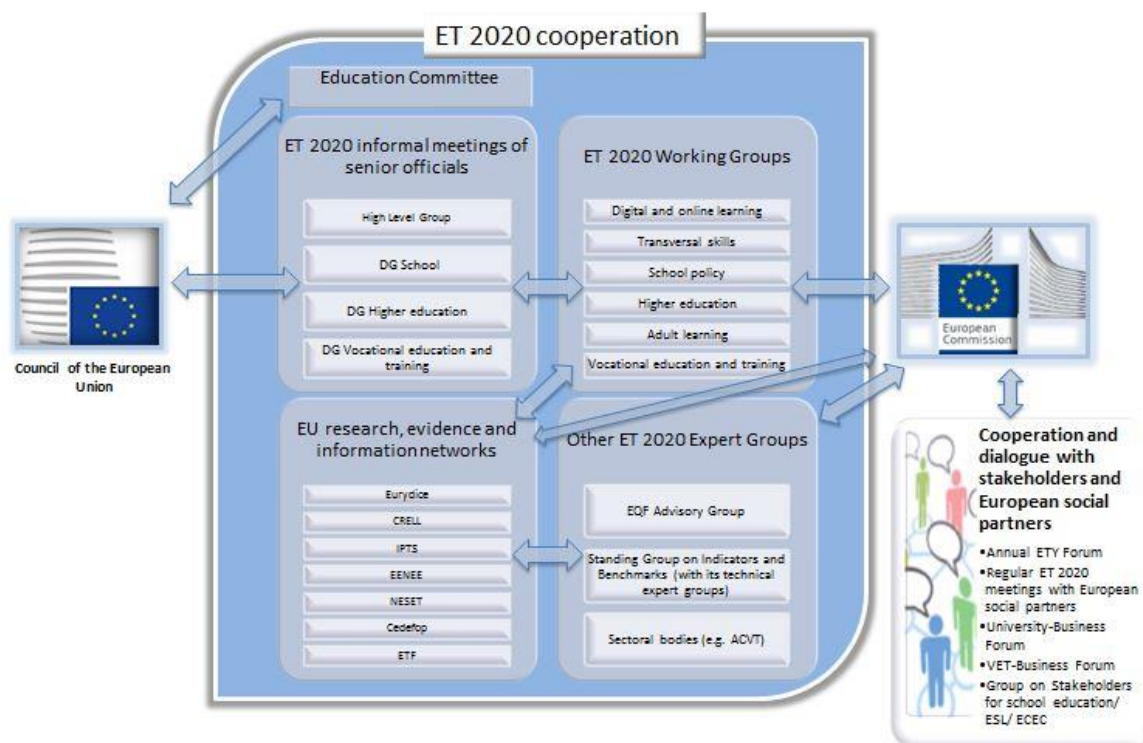 ET 2020 cooperation
Education Committee
ET 2020 informal meetings of
senior officials
High Level Group
DG School
DG Higher education
DG Vocational education and
training
ET 2020 Working Groups
Digital and online learning
Transversal skills
School policy
Higher education
Adult learning
Vocational education and training
Council of the European
Union
European
Commission
EU research, evidence and
information networks
Eurydice
CRELL
IPTS
EENEE
NESET
Cedefop
ETF
Other ET 2020 Expert Groups
EQF Advisory Group
Standing Group on Indicators and
Benchmarks (with its technical
expert groups)
Sectoral bodies (e.g. ACVT)
Cooperation and
dialogue with
stakeholders and
European social
partners
•Annual ETY Forum
•Regular ET 2020
meetings with European
social partners
•University-Business
Forum
•VET-Business Forum
•Group on Stakeholders
for school education/
ESL/ ECEC